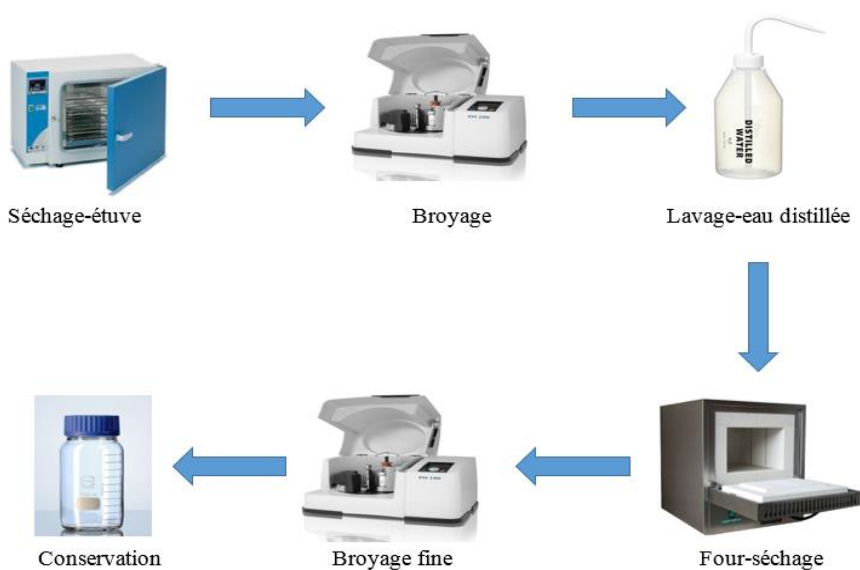 Séchage-étuve
Broyage
DISTILLED
WATER
Lavage-eau distillée
Conservation
Broyage fine
Four-séchage